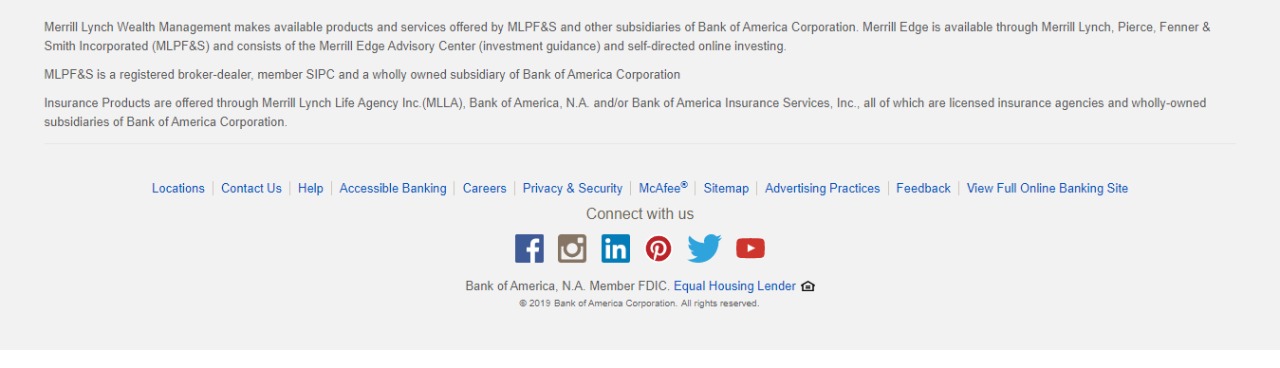 Merrill Lynch Wealth Management makes available products and services offered by MLPF&S and other subsidiaries of Bank of America Corporation. Merrill Edge is available through Merrill Lynch, Pierce, Fenner &
Smith Incorporated (MLPF&S) and consists of the Merrill Edge Advisory Center (investment guidance) and self-directed online investing.
MLPF&S is a registered broker-dealer, member SIPC and a wholly owned subsidiary of Bank of America Corporation
Insurance Products are offered through Merrill Lynch Life Agency Inc.(MLLA), Bank of America, N.A. and/or Bank of America Insurance Services, Inc., all of which are licensed insurance agencies and wholly-owned
subsidiaries of Bank of America Corporation.
Locations | Contact Us | Help | Accessible Banking | Careers | Privacy & Security | McAfee® | Sitemap | Advertising Practices | Feedback | View Full Online Banking Site
Connect with us
Bank of America, N.A. Member FDIC. Equal Housing Lender
© 2019 Bank of America Corporation. All rights reserved.